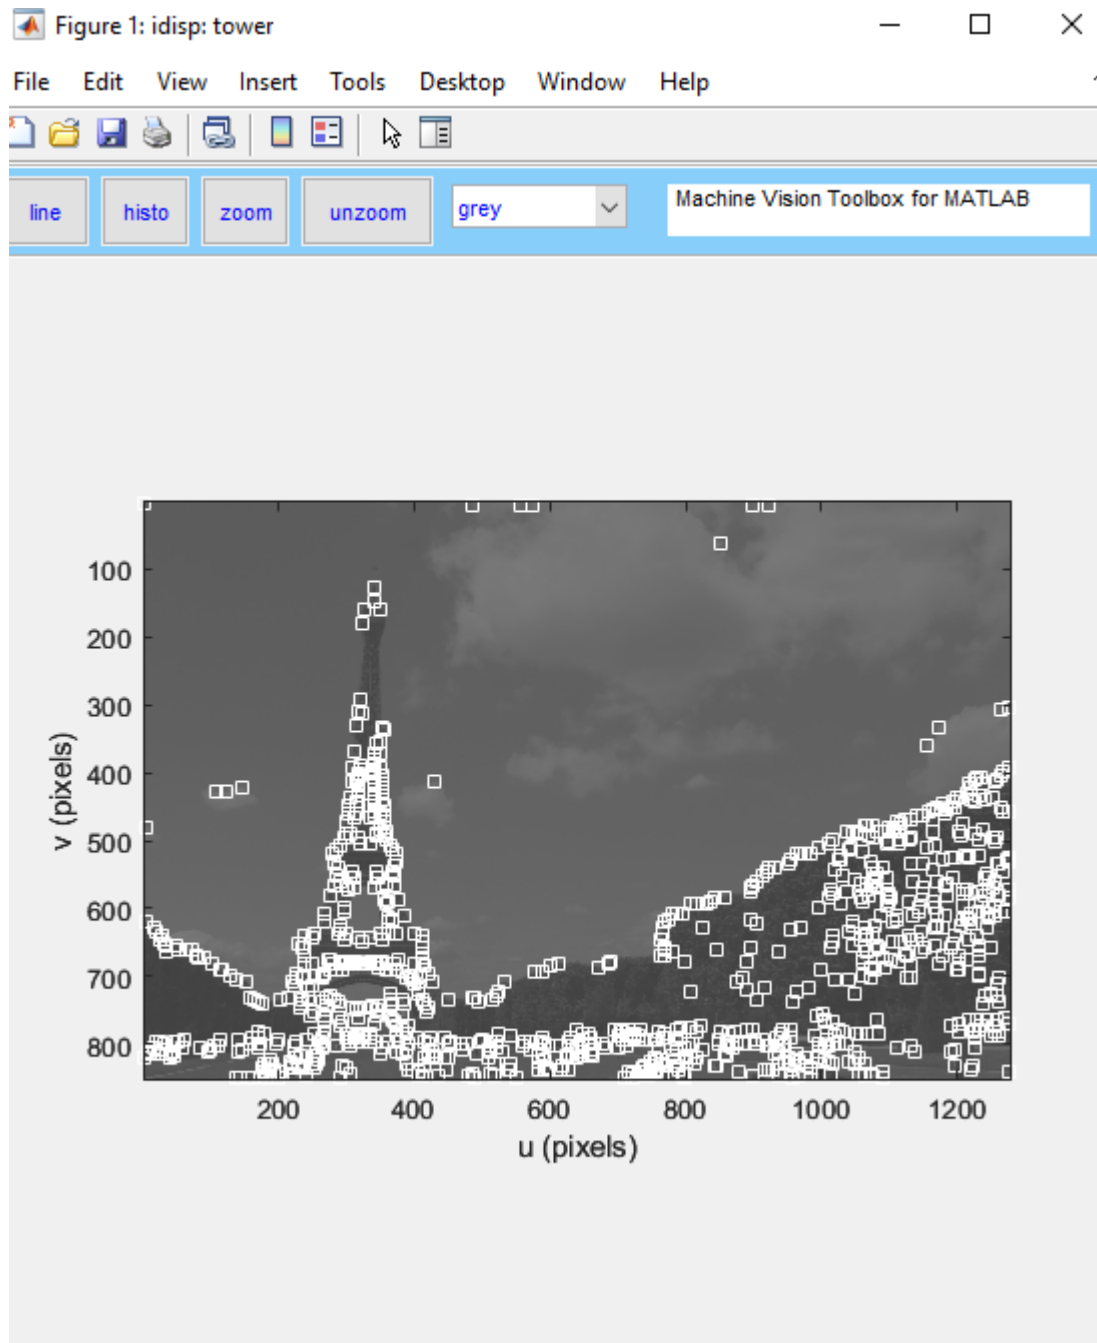 Figure 1: idisp: tower
File Edit View Insert Tools Desktop Window Help
line histo zoom unzoom grey Machine Vision Toolbox for MATLAB
100
200
300
400
500
600
700
800
v (pixels)
200 400 600 800 1000 1200
u (pixels)